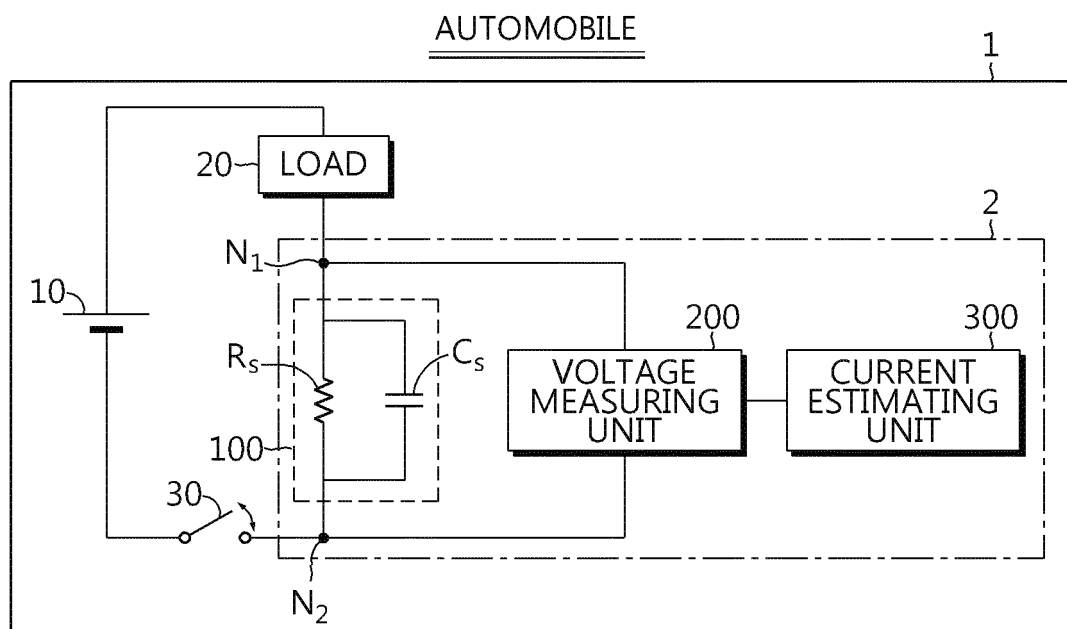 AUTOMOBILE
1
20
LOAD
2
N1
10
200
300
Rs
Cs
VOLTAGE
MEASURING
UNIT
CURRENT
ESTIMATING
UNIT
100
30
N2